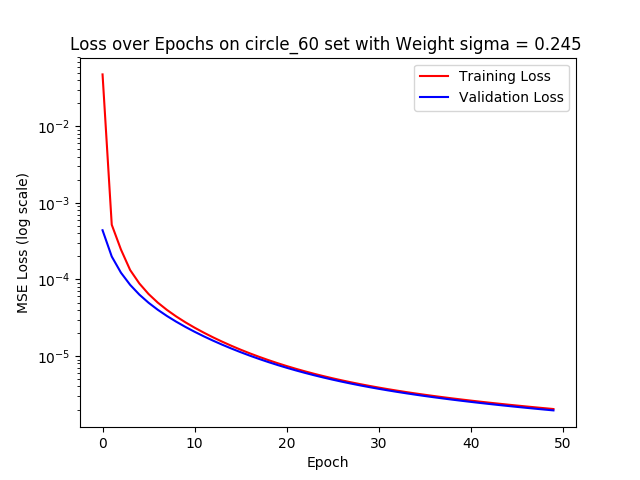 Loss over Epochs on circle_60 set with Weight sigma = 0.245
Training Loss
Validation Loss
MSE Loss (log scale)
10⁻²
10⁻³
10⁻⁴
10⁻⁵
0 10 20 30 40 50
Epoch